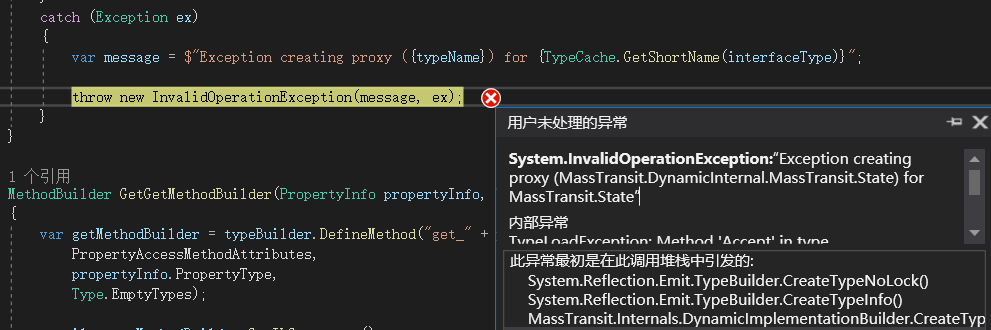 catch (Exception ex)
{
var message = $"Exception creating proxy ({typeName}) for {TypeCache.GetShortName(interfaceType)}";
throw new InvalidOperationException(message, ex);
}
}
1 个引用
MethodBuilder GetGetMethodBuilder(PropertyInfo propertyInfo,
{
var getMethodBuilder = typeBuilder.DefineMethod("get_" +
PropertyAccessMethodAttributes,
propertyInfo.PropertyType,
Type.EmptyTypes);
用户未处理的异常
System.InvalidOperationException:"Exception creating
proxy (MassTransit.DynamicInternal.MassTransit.State) for
MassTransit.State"
内部异常
TypeLoadException: Method 'Accept' in type
此异常最初是在此调用堆栈中引发的:
System.Reflection.Emit.TypeBuilder.CreateTypeNoLock()
System.Reflection.Emit.TypeBuilder.CreateTypeInfo()
MassTransit.Internals.DynamicImplementationBuilder.CreateTyp